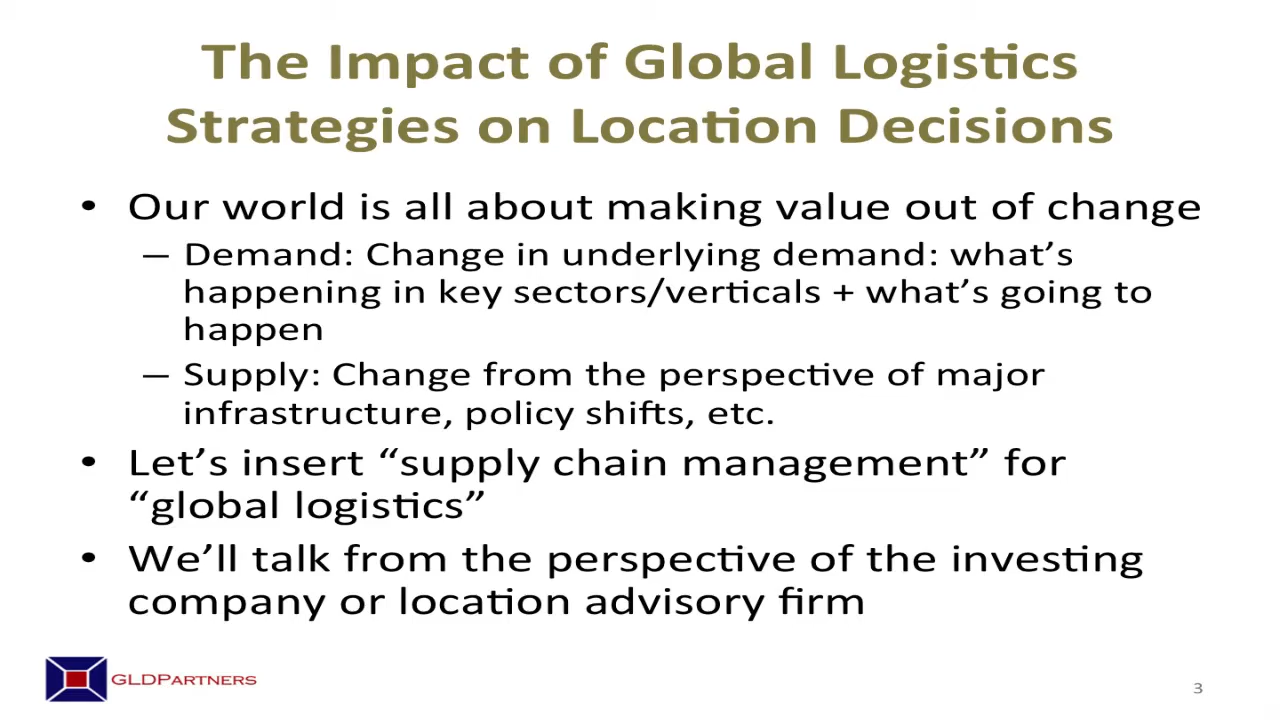 The Impact of Global Logistics
Strategies on Location Decisions
• Our world is all about making value out of change
– Demand: Change in underlying demand: what’s
happening in key sectors/verticals + what’s going to
happen
– Supply: Change from the perspective of major
infrastructure, policy shifts, etc.
• Let’s insert “supply chain management” for
“global logistics”
• We’ll talk from the perspective of the investing
company or location advisory firm
GLDPARTNERS
3